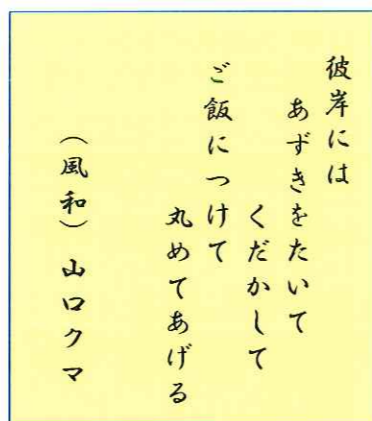 彼岸には
あずきをたいて
くだかして
ご飯につけて
丸めてあげる
（風和）山口クマ